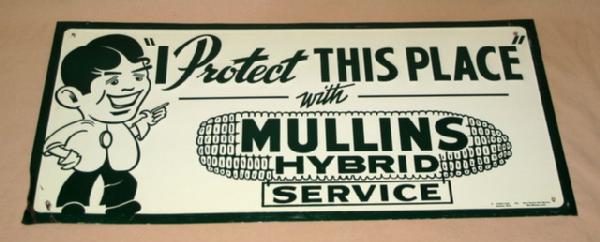 "I Protect THIS PLACE"
with
MULLINS
HYBRID
SERVICE